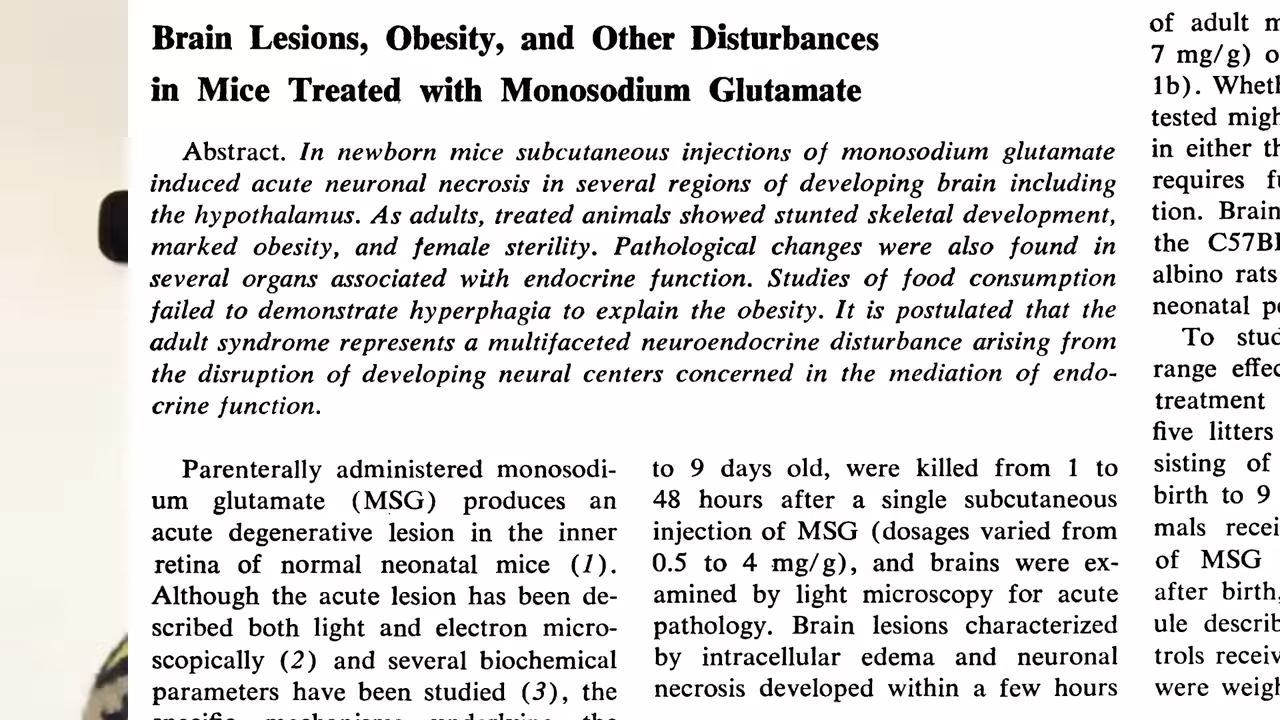 Brain Lesions, Obesity, and Other Disturbances
in Mice Treated with Monosodium Glutamate
Abstract. In newborn mice subcutaneous injections of monosodium glutamate
induced acute neuronal necrosis in several regions of developing brain including
the hypothalamus. As adults, treated animals showed stunted skeletal development,
marked obesity, and female sterility. Pathological changes were also found in
several organs associated with endocrine function. Studies of food consumption
failed to demonstrate hyperphagia to explain the obesity. It is postulated that the
adult syndrome represents a multifaceted neuroendocrine disturbance arising from
the disruption of developing neural centers concerned in the mediation of endo-
crine function.
Parenterally administered monosodi-
um glutamate (MSG) produces an
acute degenerative lesion in the inner
retina of normal neonatal mice (1).
Although the acute lesion has been de-
scribed both light and electron micro-
scopically (2) and several biochemical
parameters have been studied (3), the
specific mechanisms underlying the
to 9 days old, were killed from 1 to
48 hours after a single subcutaneous
injection of MSG (dosages varied from
0.5 to 4 mg/g), and brains were ex-
amined by light microscopy for acute
pathology. Brain lesions characterized
by intracellular edema and neuronal
necrosis developed within a few hours
of adult
7 mg/g)
1b).
tested
in either
requires
tion. Brain
the
albino rats
neonatal
To
range
treatment
five litters
sisting of
birth to 9
mals
of MSG
after birth,
ule
trols
were